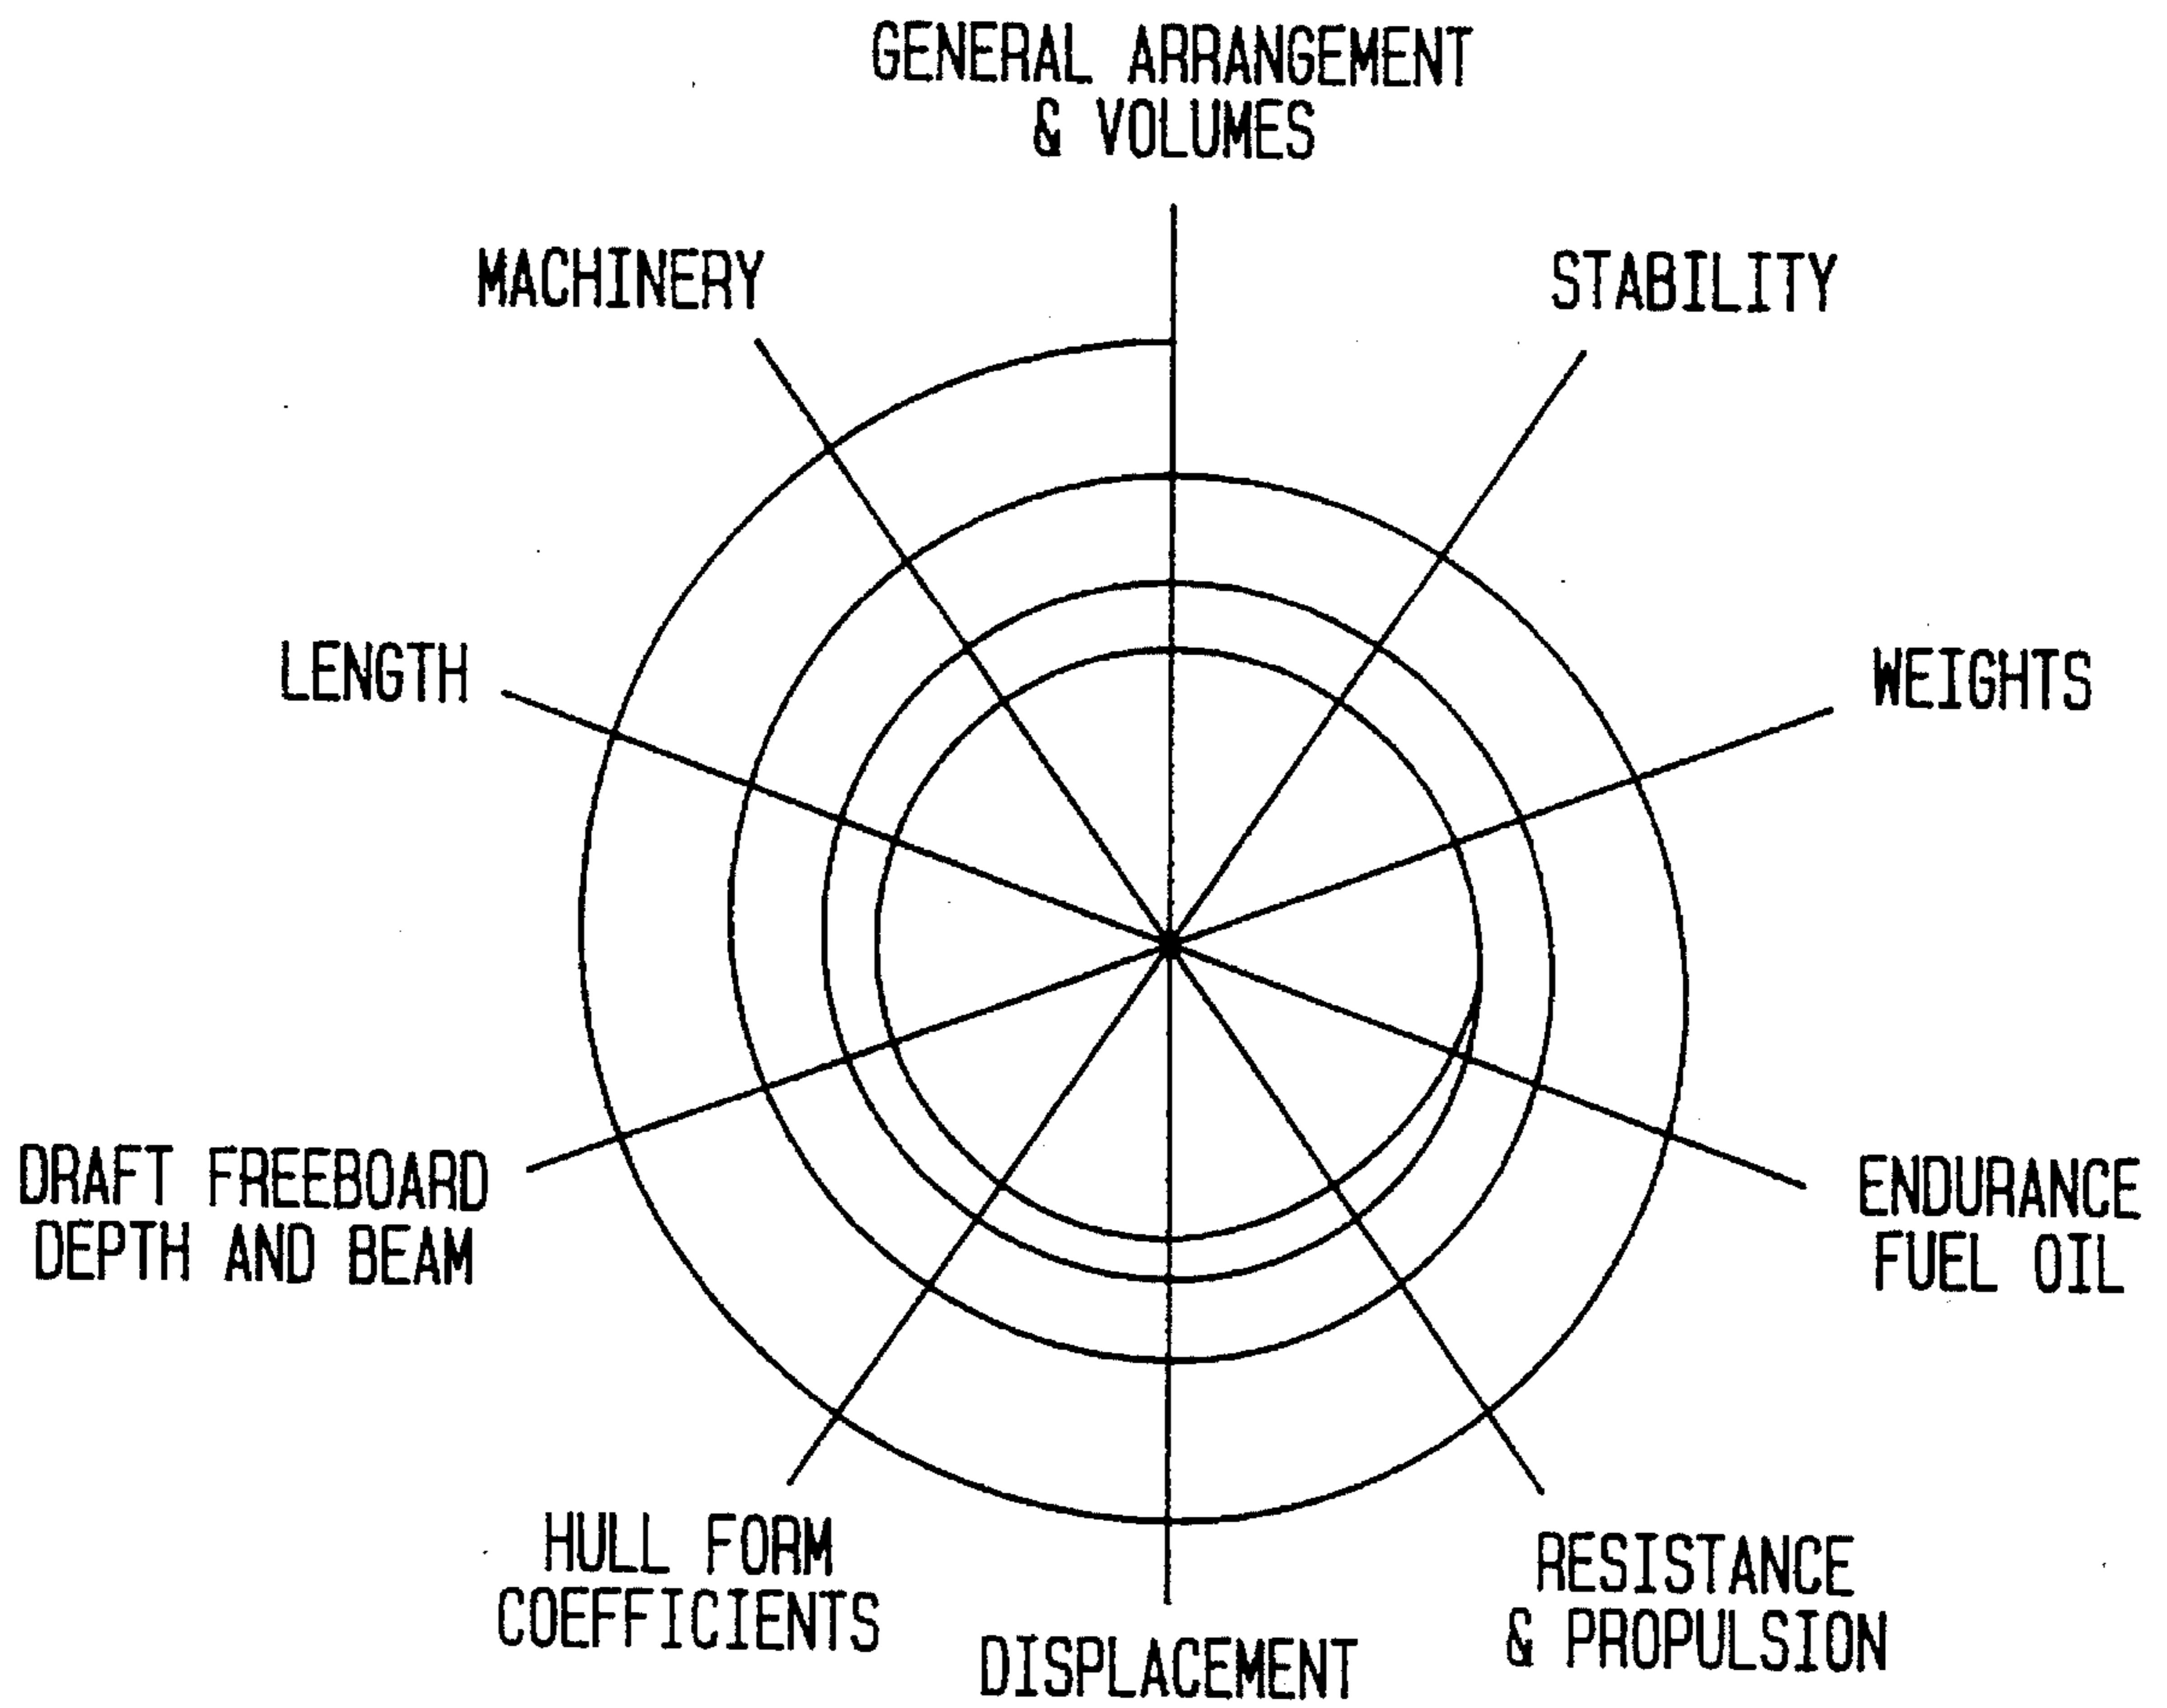 GENERAL ARRANGEMENT
& VOLUMES
MACHINERY
STABILITY
LENGTH
WEIGHTS
DRAFT FREEBOARD
DEPTH AND BEAM
ENDURANCE
FUEL OIL
HULL FORM
COEFFICIENTS
RESISTANCE
& PROPULSION
DISPLACEMENT